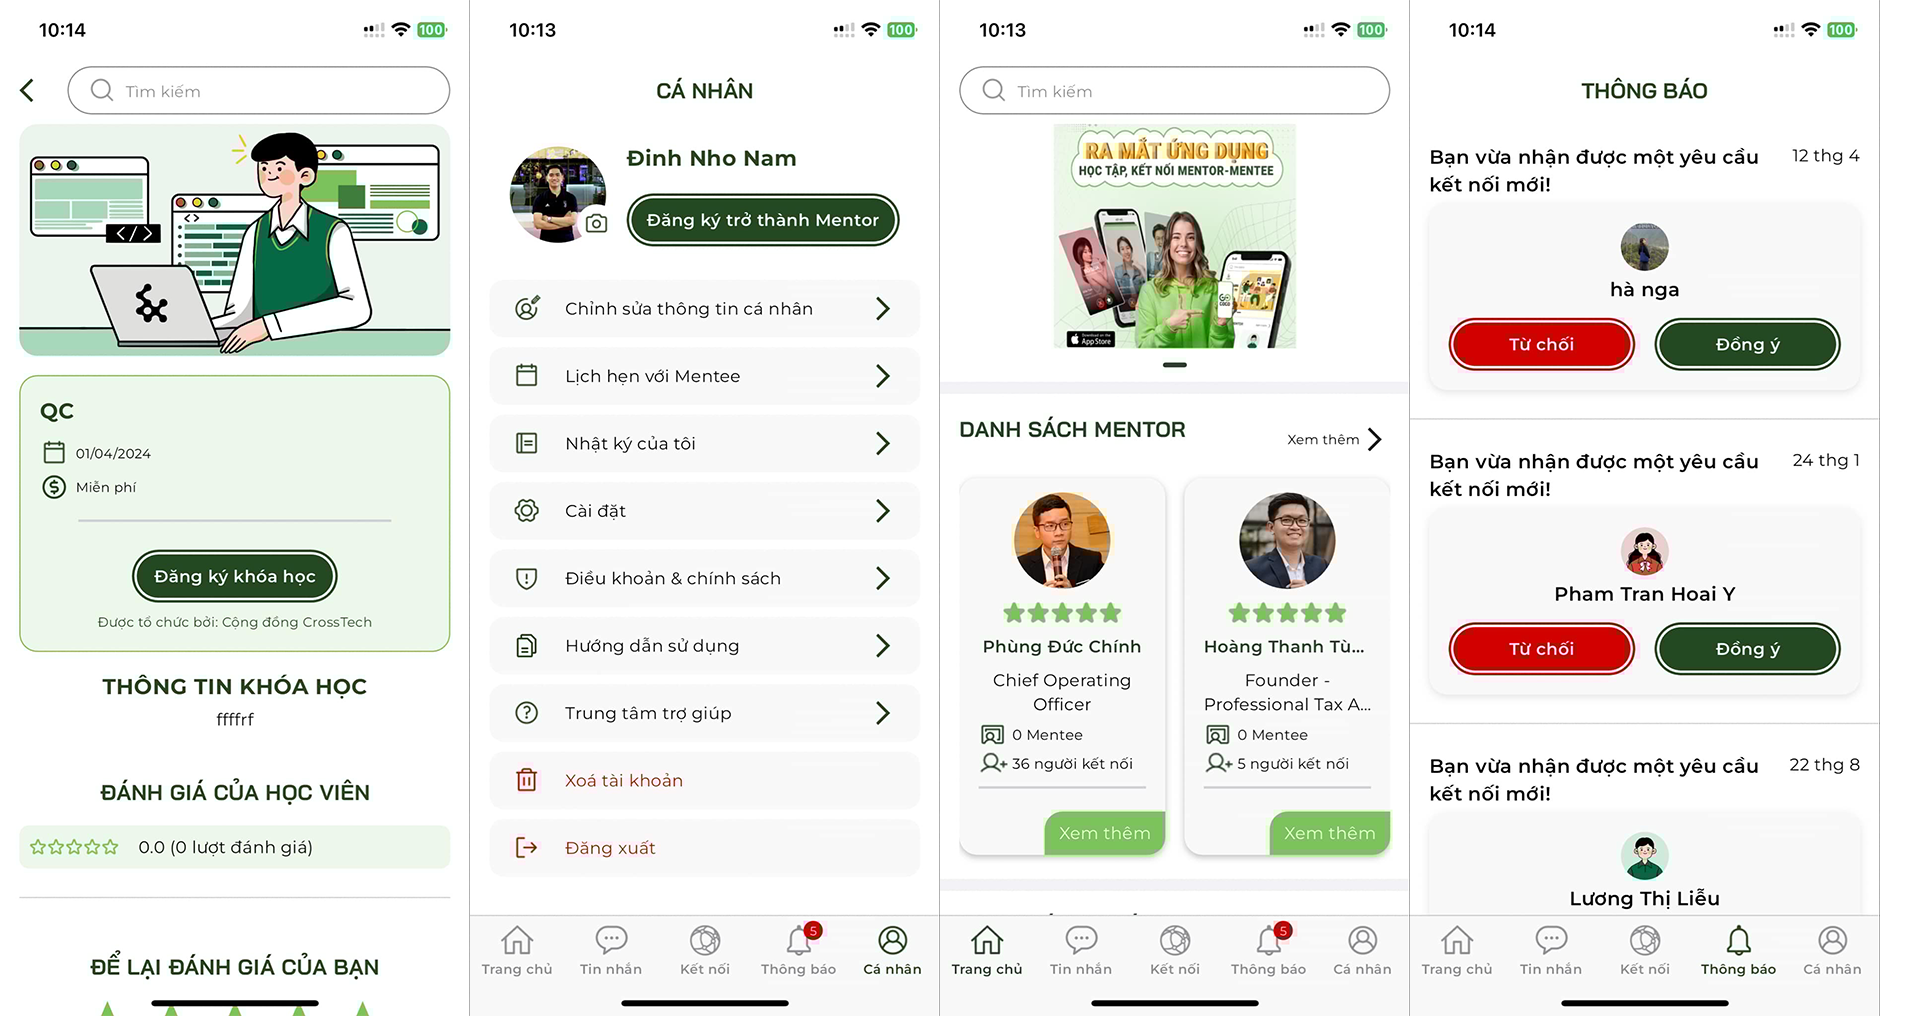 10:14
100
Tìm kiếm
</>
QC
01/04/2024
Miễn phí
Đăng ký khóa học
Được tổ chức bởi: Cộng đồng CrossTech
THÔNG TIN KHÓA HỌC
fffffrf
ĐÁNH GIÁ CỦA HỌC VIÊN
0.0 (0 lượt đánh giá)
ĐỂ LẠI ĐÁNH GIÁ CỦA BẠN
10:13
100
CÁ NHÂN
Đinh Nho Nam
Đăng ký trở thành Mentor
Chỉnh sửa thông tin cá nhân
Lịch hẹn với Mentee
Nhật ký của tôi
Cài đặt
Điều khoản & chính sách
Hướng dẫn sử dụng
Trung tâm trợ giúp
Xoá tài khoản
Đăng xuất
5
Trang chủ Tin nhắn Kết nối Thông báo Cá nhân
10:13
100
Tìm kiếm
RA MẮT ỨNG DỤNG
HỌC TẬP, KẾT NỐI MENTOR-MENTEE
GO
App Store
DANH SÁCH MENTOR
Xem thêm
Phùng Đức Chính
Chief Operating
Officer
0 Mentee
36 người kết nối
Xem thêm
Hoàng Thanh Tù...
Founder -
Professional Tax A...
0 Mentee
5 người kết nối
Xem thêm
5
Trang chủ Tin nhắn Kết nối Thông báo Cá nhân
10:14
100
THÔNG BÁO
Bạn vừa nhận được một yêu cầu 12 thg 4
kết nối mới!
hà nga
Từ chối Đồng ý
Bạn vừa nhận được một yêu cầu 24 thg 1
kết nối mới!
Pham Tran Hoai Y
Từ chối Đồng ý
Bạn vừa nhận được một yêu cầu 22 thg 8
kết nối mới!
Lương Thị Liễu
Trang chủ Tin nhắn Kết nối Thông báo Cá nhân